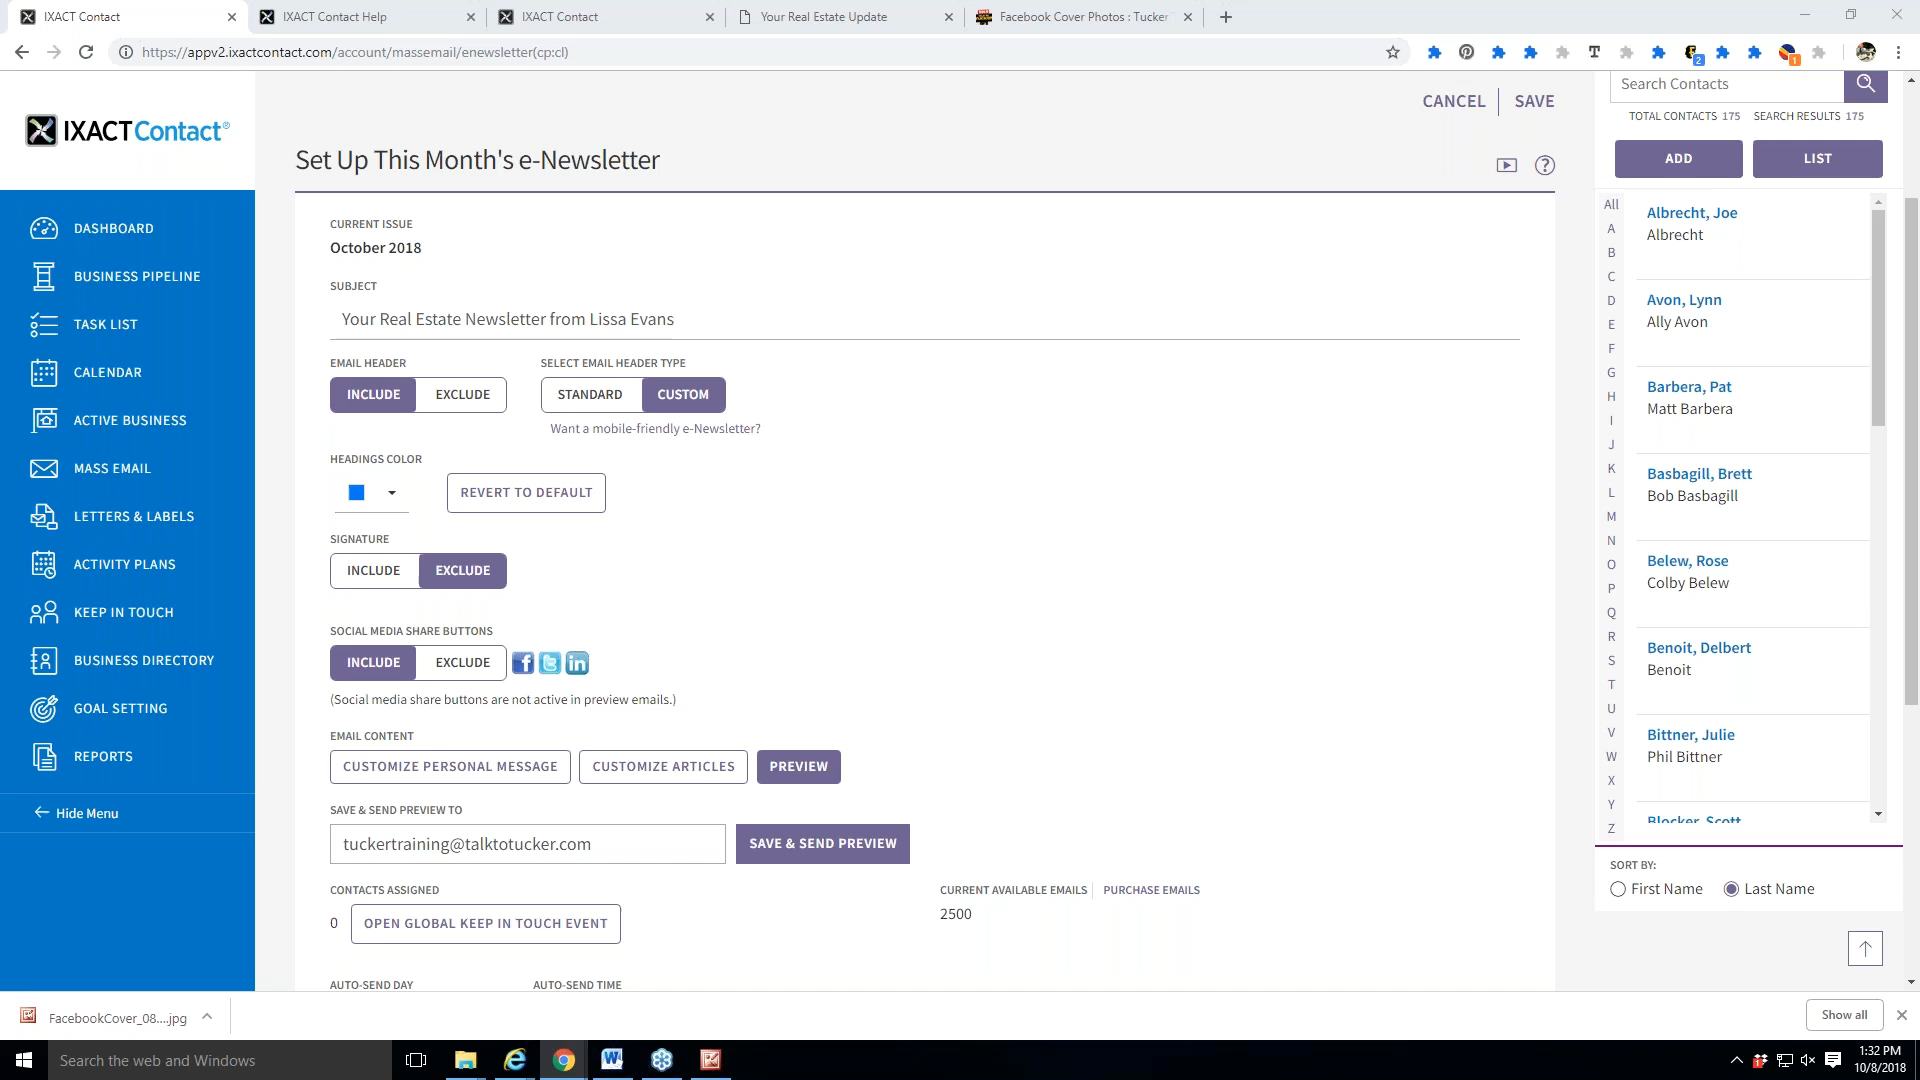 IXACT Contact
IXACT Contact Help
IXACT Contact
Your Real Estate Update
Facebook Cover Photos : Tucker
https://appv2.ixactcontact.com/account/massemail/enewsletter(cp:cl)
2
1
IXACTContact®
DASHBOARD
BUSINESS PIPELINE
TASK LIST
CALENDAR
ACTIVE BUSINESS
MASS EMAIL
LETTERS & LABELS
ACTIVITY PLANS
KEEP IN TOUCH
BUSINESS DIRECTORY
GOAL SETTING
REPORTS
Hide Menu
CANCEL
SAVE
Set Up This Month's e-Newsletter
CURRENT ISSUE
October 2018
SUBJECT
Your Real Estate Newsletter from Lissa Evans
EMAIL HEADER
SELECT EMAIL HEADER TYPE
INCLUDE
EXCLUDE
STANDARD
CUSTOM
Want a mobile-friendly e-Newsletter?
HEADINGS COLOR
REVERT TO DEFAULT
SIGNATURE
INCLUDE
EXCLUDE
SOCIAL MEDIA SHARE BUTTONS
INCLUDE
EXCLUDE
(Social media share buttons are not active in preview emails.)
EMAIL CONTENT
CUSTOMIZE PERSONAL MESSAGE
CUSTOMIZE ARTICLES
PREVIEW
SAVE & SEND PREVIEW TO
tuckertraining@talktotucker.com
SAVE & SEND PREVIEW
CONTACTS ASSIGNED
CURRENT AVAILABLE EMAILS
PURCHASE EMAILS
0
OPEN GLOBAL KEEP IN TOUCH EVENT
2500
AUTO-SEND DAY
AUTO-SEND TIME
Search Contacts
TOTAL CONTACTS 175
SEARCH RESULTS 175
ADD
LIST
All
A
B
C
D
E
F
G
H
I
J
K
L
M
N
O
P
Q
R
S
T
U
V
W
X
Y
Z
Albrecht, Joe
Albrecht
Avon, Lynn
Ally Avon
Barbera, Pat
Matt Barbera
Basbagill, Brett
Bob Basbagill
Belew, Rose
Colby Belew
Benoit, Delbert
Benoit
Bittner, Julie
Phil Bittner
Blocker, Scott
SORT BY:
First Name
Last Name
FacebookCover_08....jpg
Show all
Search the web and Windows
1:32 PM
10/8/2018